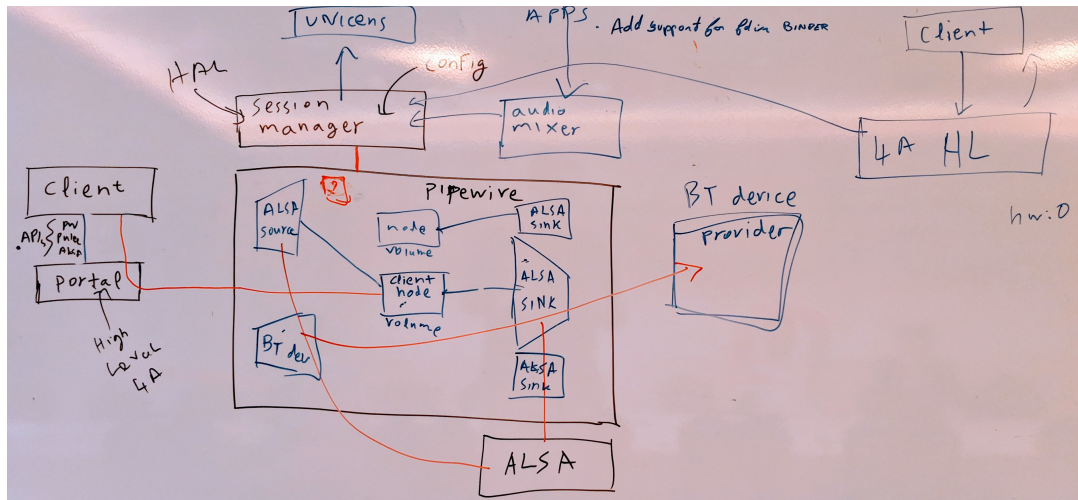 UNICENS
APPS
. Add support for
BINDER
Client
HAL
config
Session
manager
audio
mixer
4A HL
Client
APIs
PW
Pulse
ALSA
portal
High
Level
4A
?
Pipewire
ALSA
source
node
volume
ALSA
sink
client
node
volume
ALSA
SINK
BT dev
ALSA
sink
ALSA
BT device
provider
hw:0